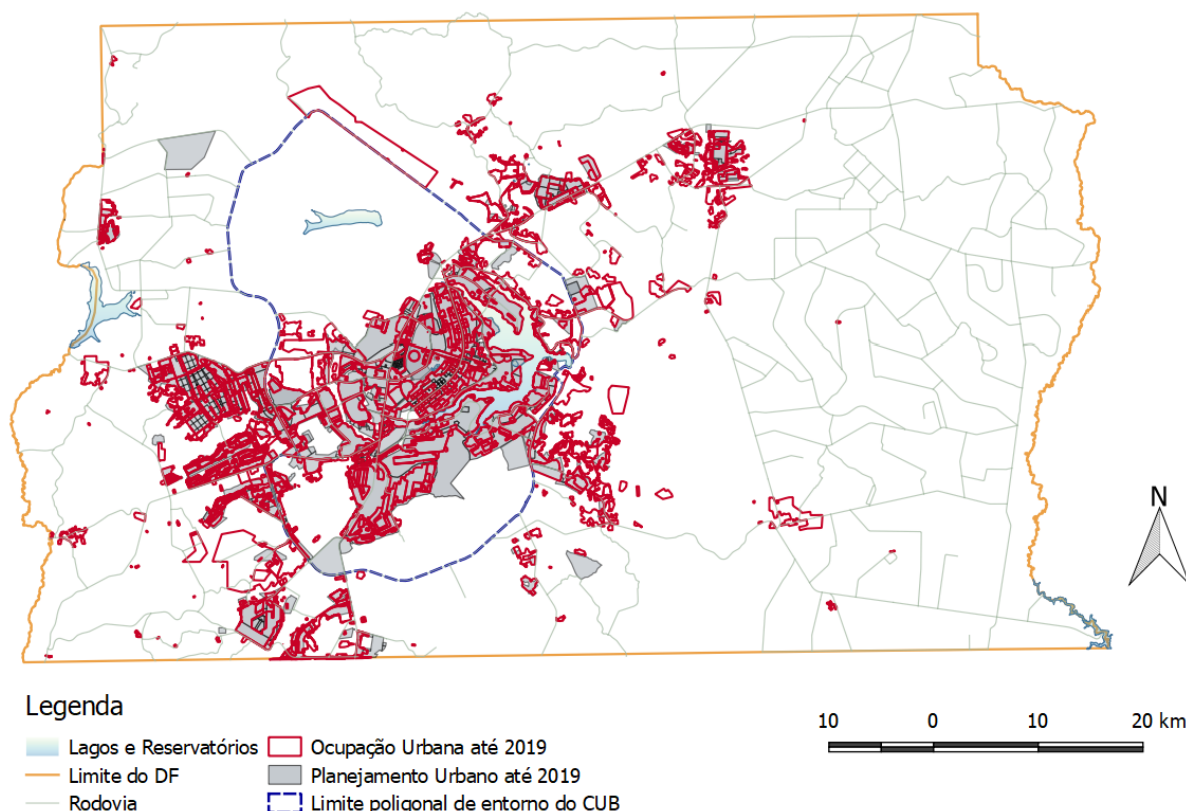 N
Legenda
10 0 10 20 km
Lagos e Reservatórios Ocupação Urbana até 2019
Limite do DF Planejamento Urbano até 2019
Rodovia Limite poligonal de entorno do CUB